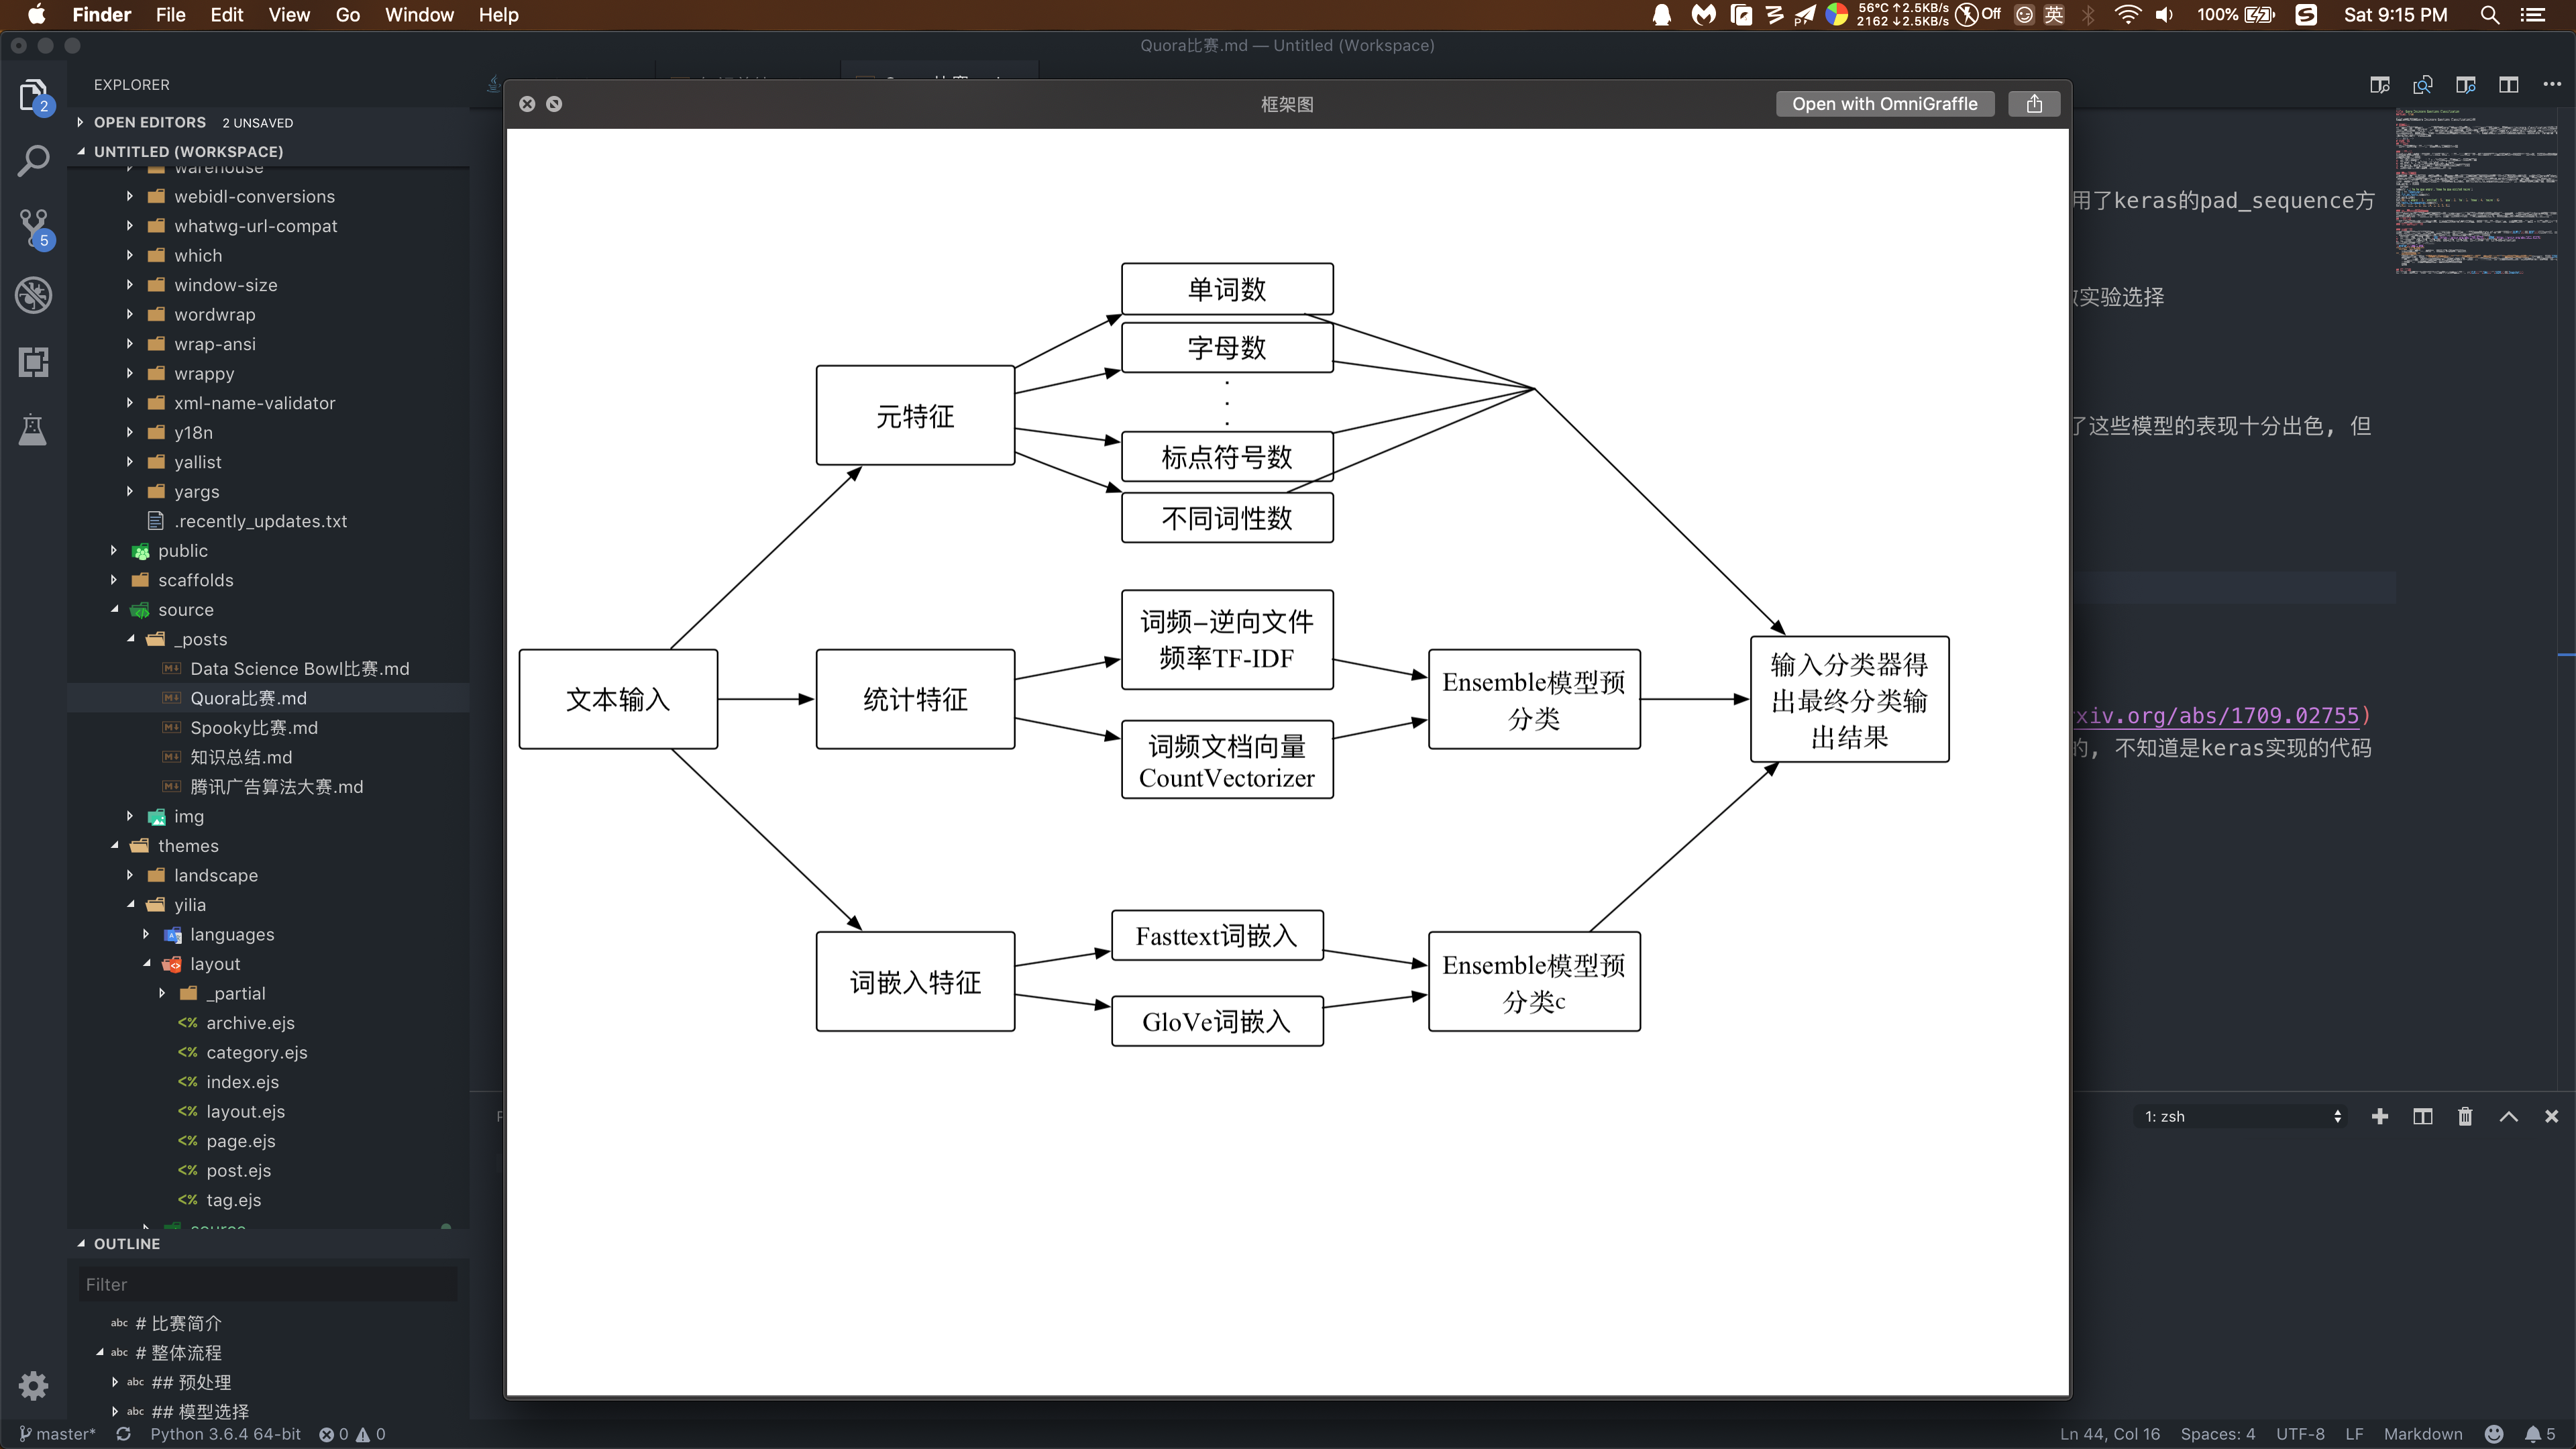 Finder File Edit View Go Window Help
56°C ↑2.5KB/s
2162 ↓2.5KB/s
Off
英
100%
Sat 9:15 PM
Quora比赛.md — Untitled (Workspace)
EXPLORER
2
OPEN EDITORS 2 UNSAVED
UNTITLED (WORKSPACE)
warehouse
webidl-conversions
whatwg-url-compat
5
which
window-size
wordwrap
wrap-ansi
wrappy
xml-name-validator
y18n
yallist
yargs
.recently_updates.txt
public
scaffolds
source
_posts
Data Science Bowl比赛.md
Quora比赛.md
Spooky比赛.md
知识总结.md
腾讯广告算法大赛.md
img
themes
landscape
yilia
languages
layout
_partial
<% archive.ejs
<% category.ejs
<% index.ejs
<% layout.ejs
<% page.ejs
<% post.ejs
<% tag.ejs
source
OUTLINE
Filter
abc # 比赛简介
abc # 整体流程
abc ## 预处理
abc ## 模型选择
框架图
Open with OmniGraffle
单词数
字母数
.
.
.
标点符号数
不同词性数
元特征
文本输入
统计特征
词频–逆向文件
频率TF-IDF
词频文档向量
CountVectorizer
Ensemble模型预
分类
输入分类器得
出最终分类输
出结果
词嵌入特征
Fasttext词嵌入
GloVe词嵌入
Ensemble模型预
分类c
用了keras的pad_sequence方
实验选择
了这些模型的表现十分出色, 但
xiv.org/abs/1709.02755)
的, 不知道是keras实现的代码
1: zsh
master* Python 3.6.4 64-bit 0 0
Ln 44, Col 16 Spaces: 4 UTF-8 LF Markdown 5